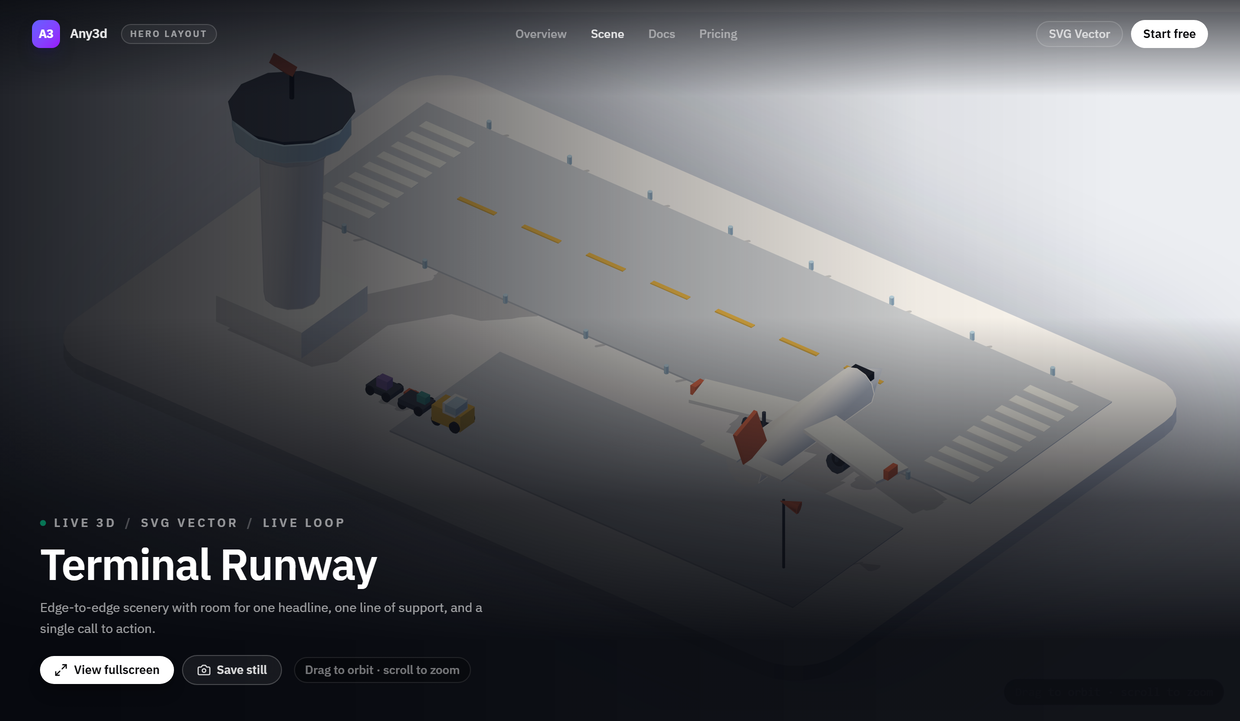 A3 Any3d HERO LAYOUT Overview Scene Docs Pricing SVG Vector Start free
LIVE 3D / SVG VECTOR / LIVE LOOP
Terminal Runway
Edge-to-edge scenery with room for one headline, one line of support, and a
single call to action.
View fullscreen Save still Drag to orbit · scroll to zoom